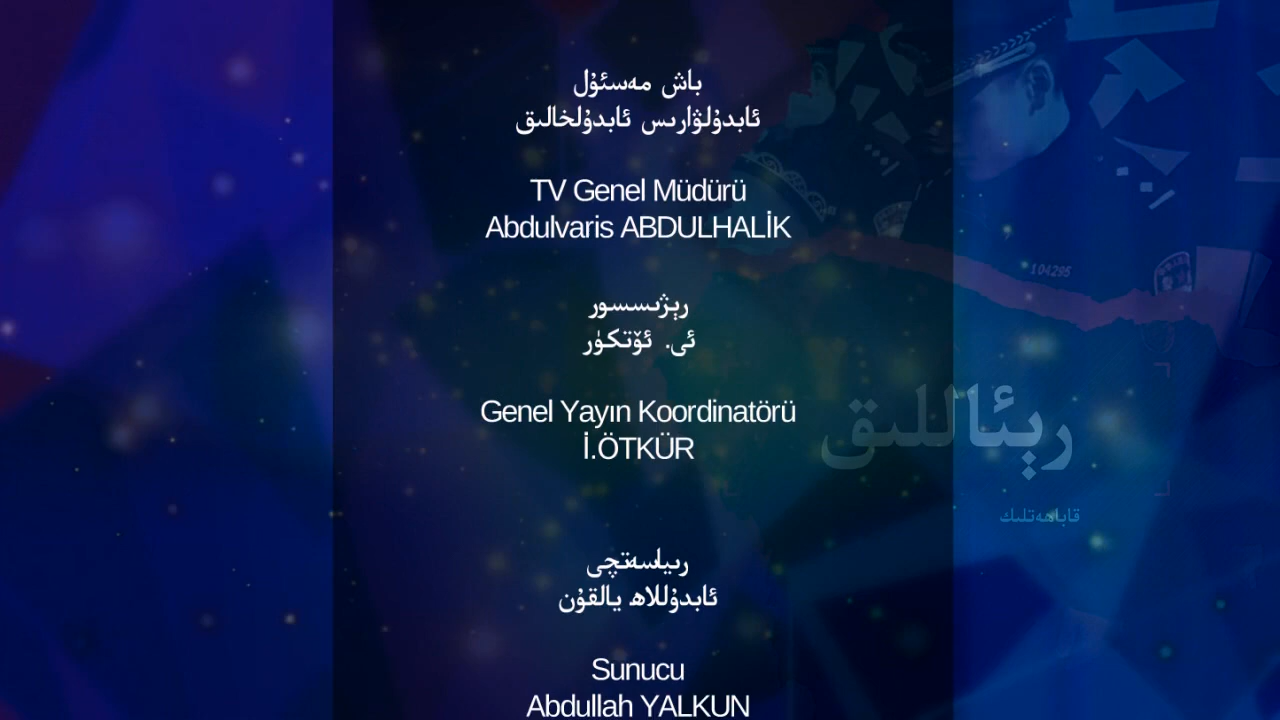 باش مەسئۇل
ئابدۇلۋارىس ئابدۇلخالىق
TV Genel Müdürü
Abdulvaris ABDULHALİK
رېژىسسور
ئى. ئۆتكۈر
Genel Yayın Koordinatörü
İ.ÖTKÜR
رىياسەتچى
ئابدۇللاھ يالقۇن
Sunucu
Abdullah YALKUN
104295
رېئاللىق
قاباھەتلىك